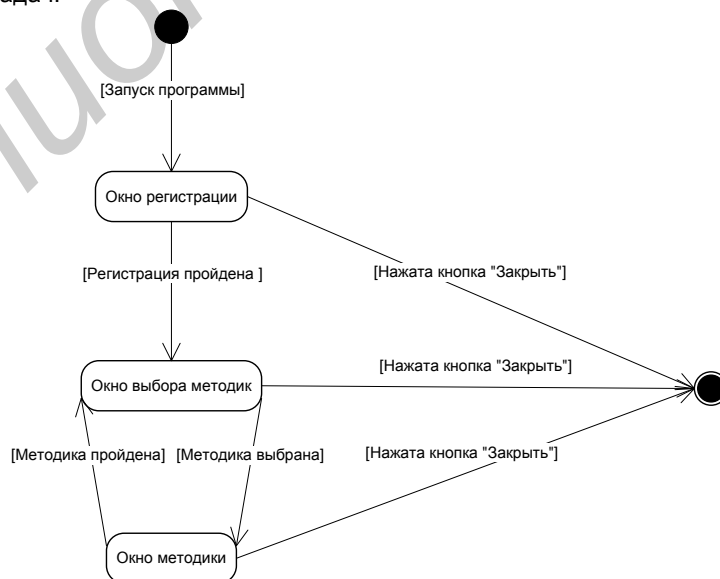 [Запуск программы]
Окно регистрации
[Регистрация пройдена ]
[Нажата кнопка "Закрыть"]
[Нажата кнопка "Закрыть"]
Окно выбора методик
[Методика пройдена] [Методика выбрана]
[Нажата кнопка "Закрыть"]
Окно методики